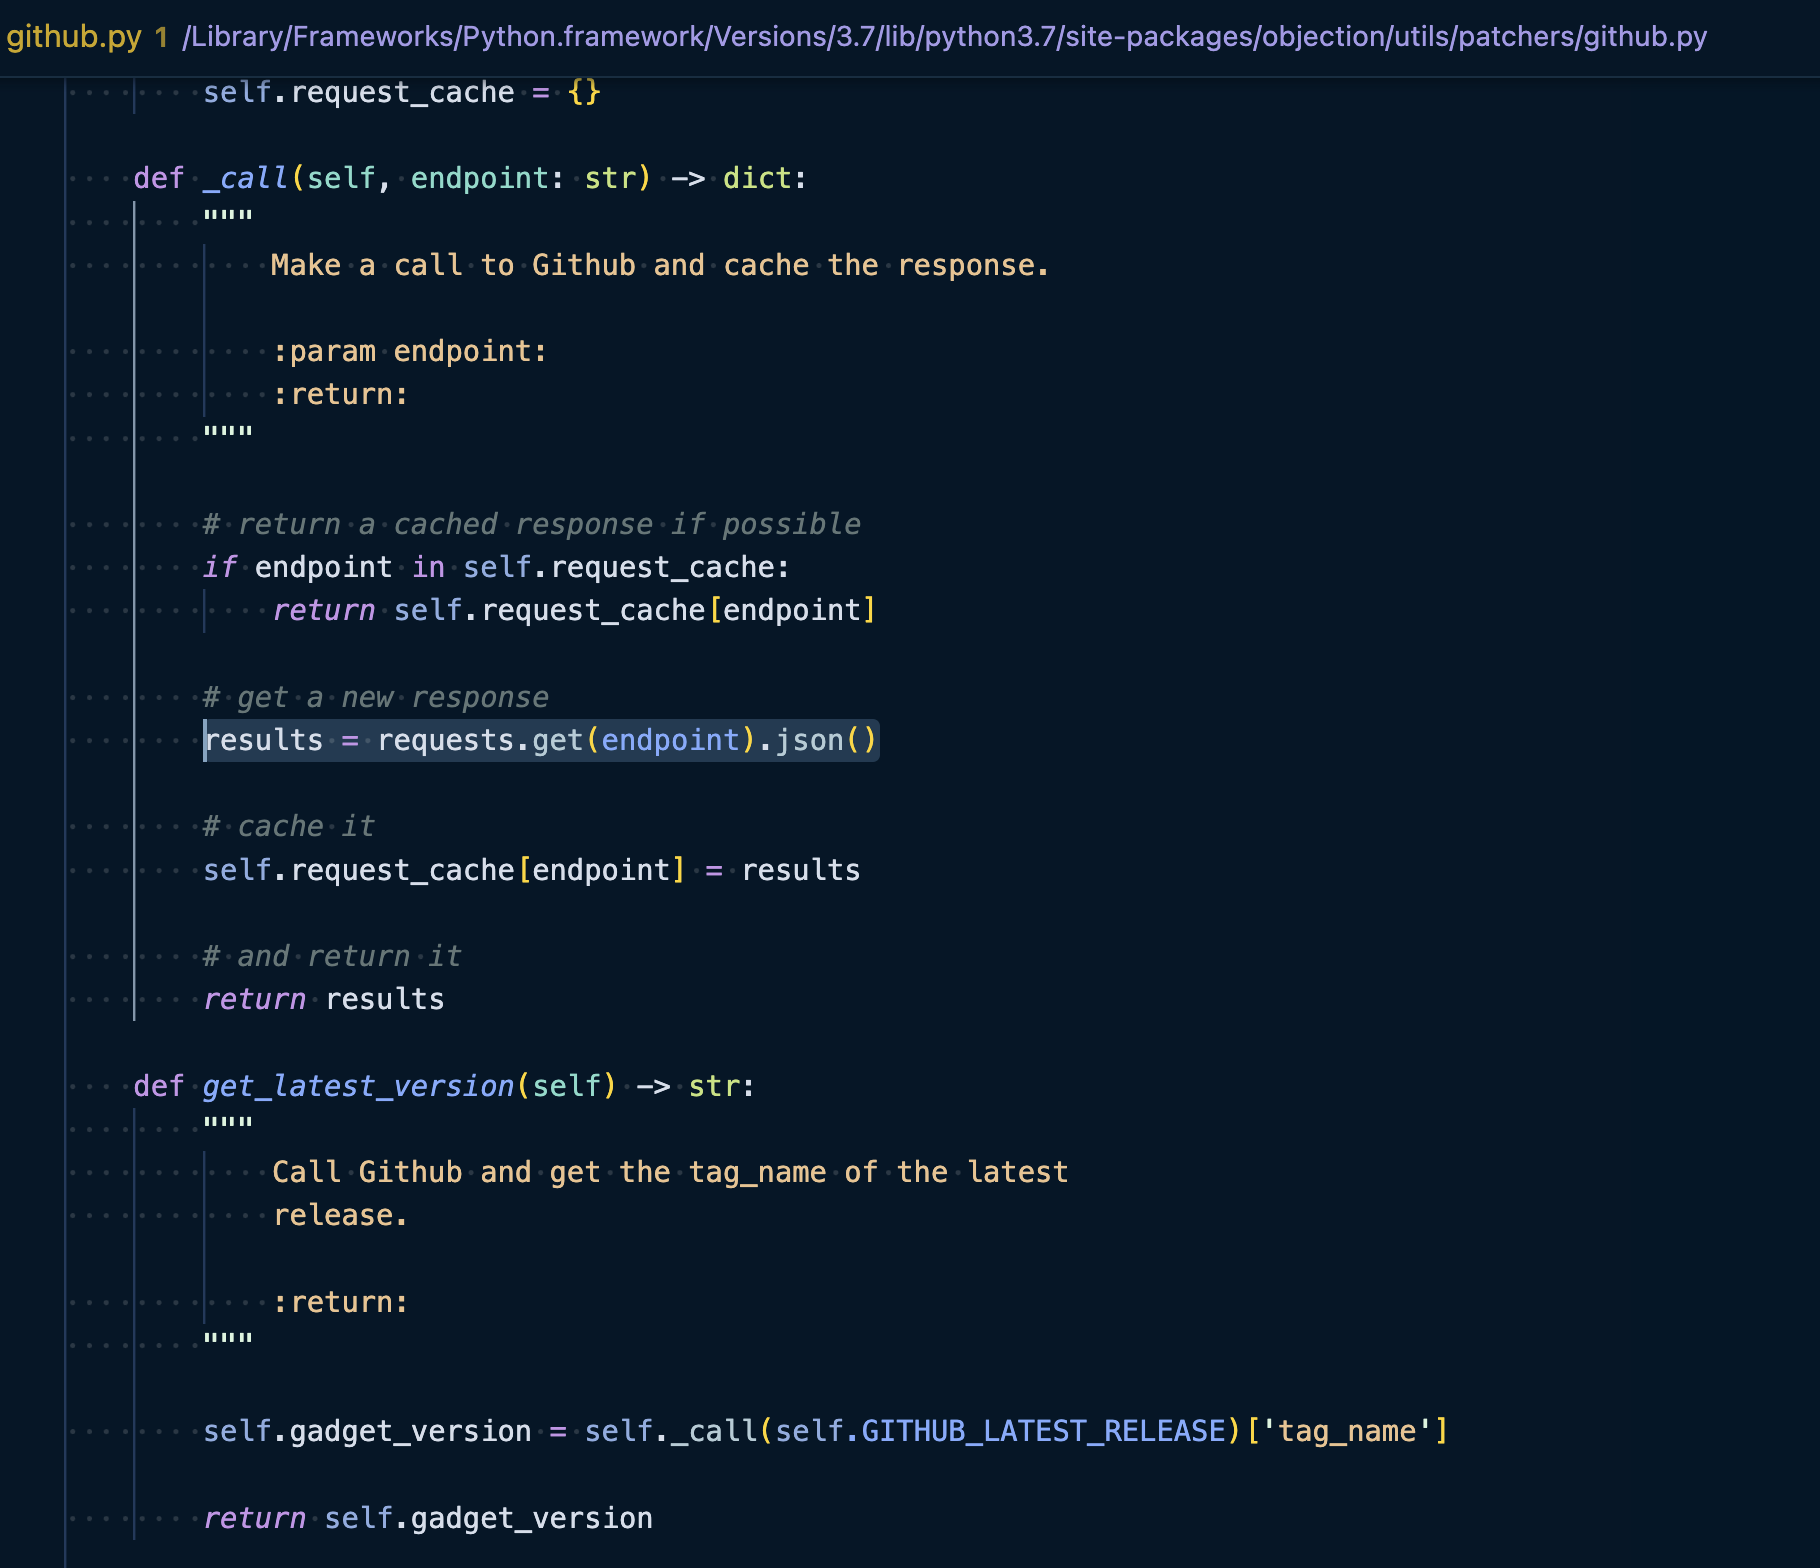 github.py 1 /Library/Frameworks/Python.framework/Versions/3.7/lib/python3.7/site-packages/objection/utils/patchers/github.py
self.request_cache = {}
def _call(self, endpoint: str) -> dict:
"""
Make a call to Github and cache the response.
:param endpoint:
:return:
"""
# return a cached response if possible
if endpoint in self.request_cache:
return self.request_cache[endpoint]
# get a new response
results = requests.get(endpoint).json()
# cache it
self.request_cache[endpoint] = results
# and return it
return results
def get_latest_version(self) -> str:
"""
Call Github and get the tag_name of the latest
release.
:return:
"""
self.gadget_version = self._call(self.GITHUB_LATEST_RELEASE)['tag_name']
return self.gadget_version